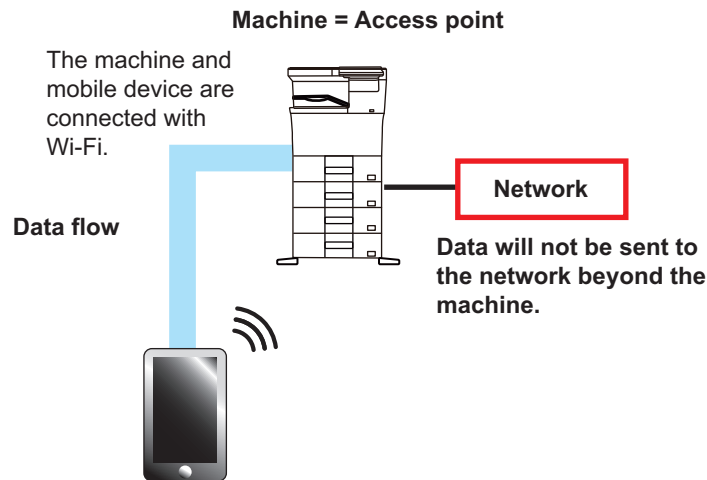 Machine = Access point
The machine and
mobile device are
connected with
Wi-Fi.
Data flow
Network
Data will not be sent to
the network beyond the
machine.